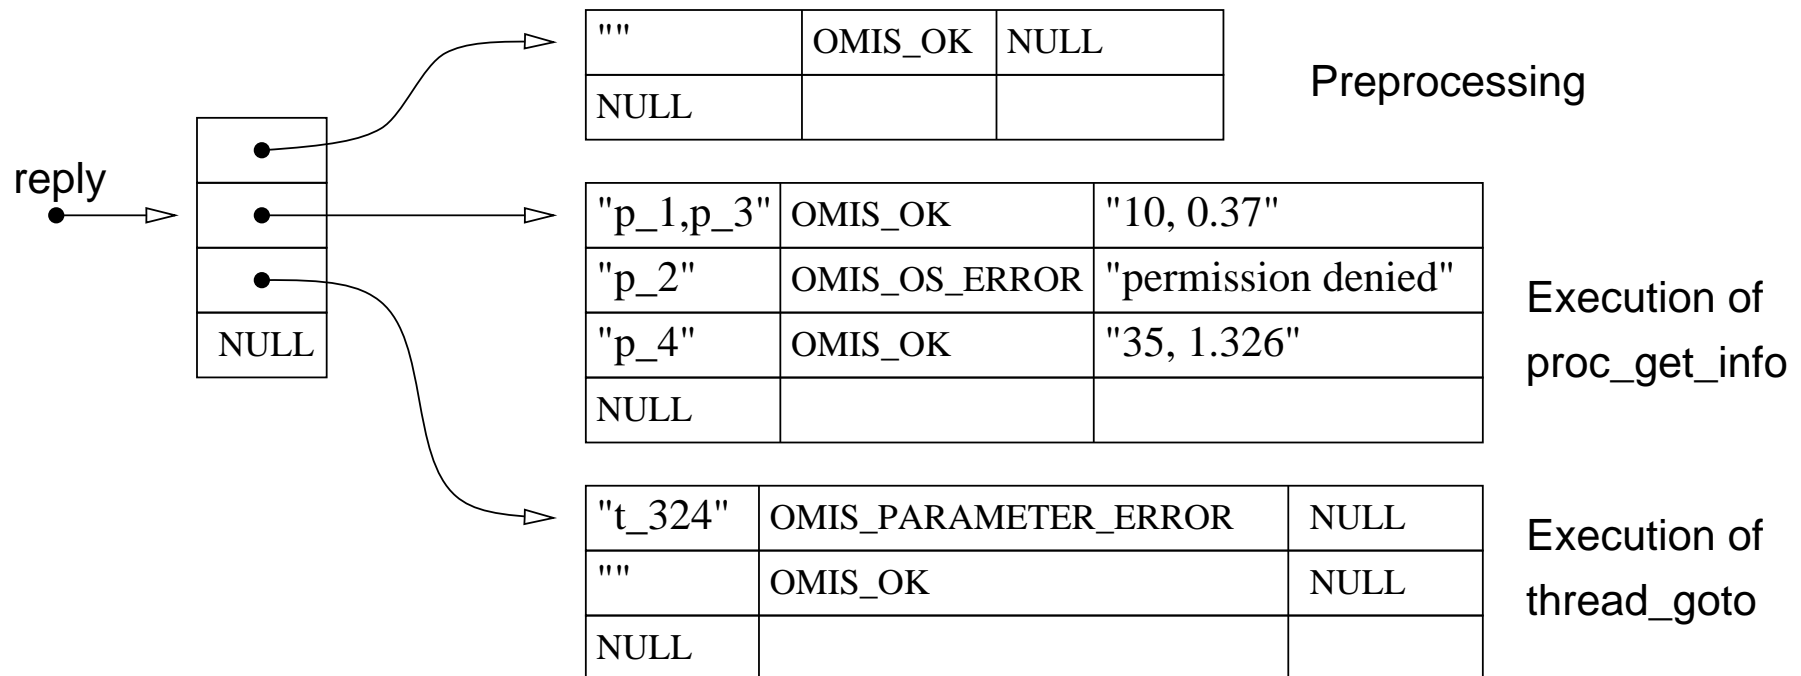 "" OMIS_OK NULL
NULL
Preprocessing
reply
NULL
"p_1,p_3" OMIS_OK "10, 0.37"
"p_2" OMIS_OS_ERROR "permission denied"
"p_4" OMIS_OK "35, 1.326"
NULL
Execution of
proc_get_info
"t_324" OMIS_PARAMETER_ERROR NULL
"" OMIS_OK NULL
NULL
Execution of
thread_goto